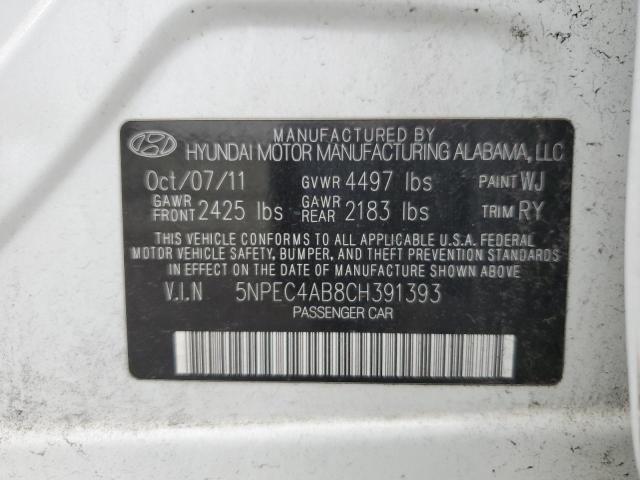 MANUFACTURED BY
HYUNDAI MOTOR MANUFACTURING ALABAMA, LLC
Oct/07/11 GVWR 4497 lbs PAINT WJ
GAWR FRONT 2425 lbs GAWR REAR 2183 lbs TRIM RY
THIS VEHICLE CONFORMS TO ALL APPLICABLE U.S.A. FEDERAL
MOTOR VEHICLE SAFETY, BUMPER, AND THEFT PREVENTION STANDARDS
IN EFFECT ON THE DATE OF MANUFACTURE SHOWN ABOVE.
V.I.N 5NPEC4AB8CH391393
PASSENGER CAR